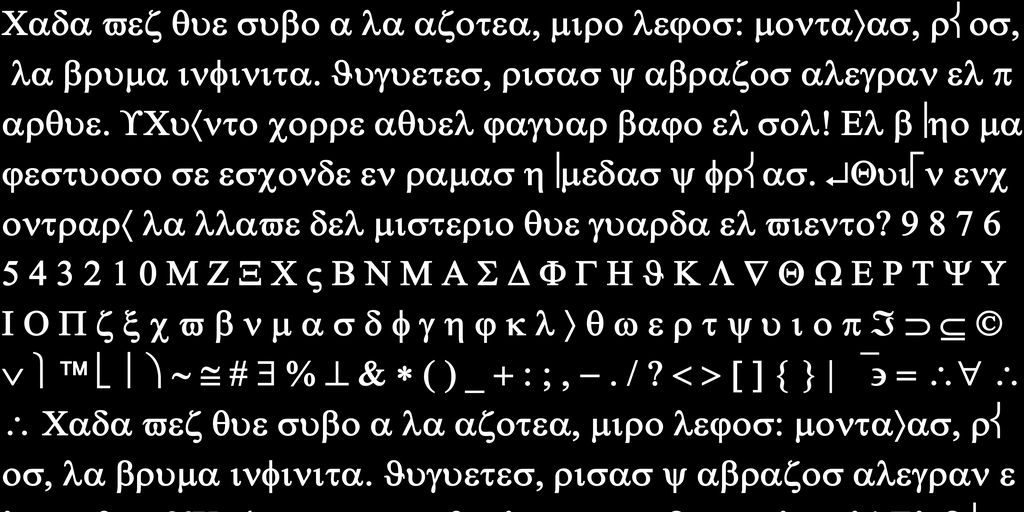 Χαδα ϖεζ θυε συβο α λα αζοτεα, μιρο λεφοσ: μοντα〉ασ, ρ⎨οσ,
λα βρυμα ινφινιτα. ϑυγυετεσ, ρισασ ψ αβραζοσ αλεγραν ελ π
αρθυε. ϒΧυ〈ντο χορρε αθυελ φαγυαρ βαφο ελ σολ! Ελ β⎜ηο μα
φεστυοσο σε εσχονδε εν ραμασ η⎜μεδασ ψ ϕρ⎨ασ. ↵Θυι⎡ν ενχ
οντραρ〈 λα λλαϖε δελ μιστεριο θυε γυαρδα ελ ϖιεντο? 9 8 7 6
5 4 3 2 1 0 Μ Ζ Ξ Χ ς Β Ν Μ Α Σ Δ Φ Γ Η ϑ Κ Λ ∇ Θ Ω Ε Ρ Τ Ψ Υ
Ι Ο Π ζ ξ χ ϖ β ν μ α σ δ ϕ γ η φ κ λ 〉 θ ω ε ρ τ ψ υ ι ο π ℑ ⊃ ⊆ ©
∨ ⎫ ™ ⎣ ⎜ ⎞ ~ ≅ # ∃ % ⊥ & ∗ ( ) _ + : ; , − . / ? < > [ ] { } | ‾ ∍ = ∴ ∀ ∴
∴ Χαδα ϖεζ θυε συβο α λα αζοτεα, μιρο λεφοσ: μοντα〉ασ, ρ⎨
οσ, λα βρυμα ινφινιτα. ϑυγυετεσ, ρισασ ψ αβραζοσ αλεγραν ε